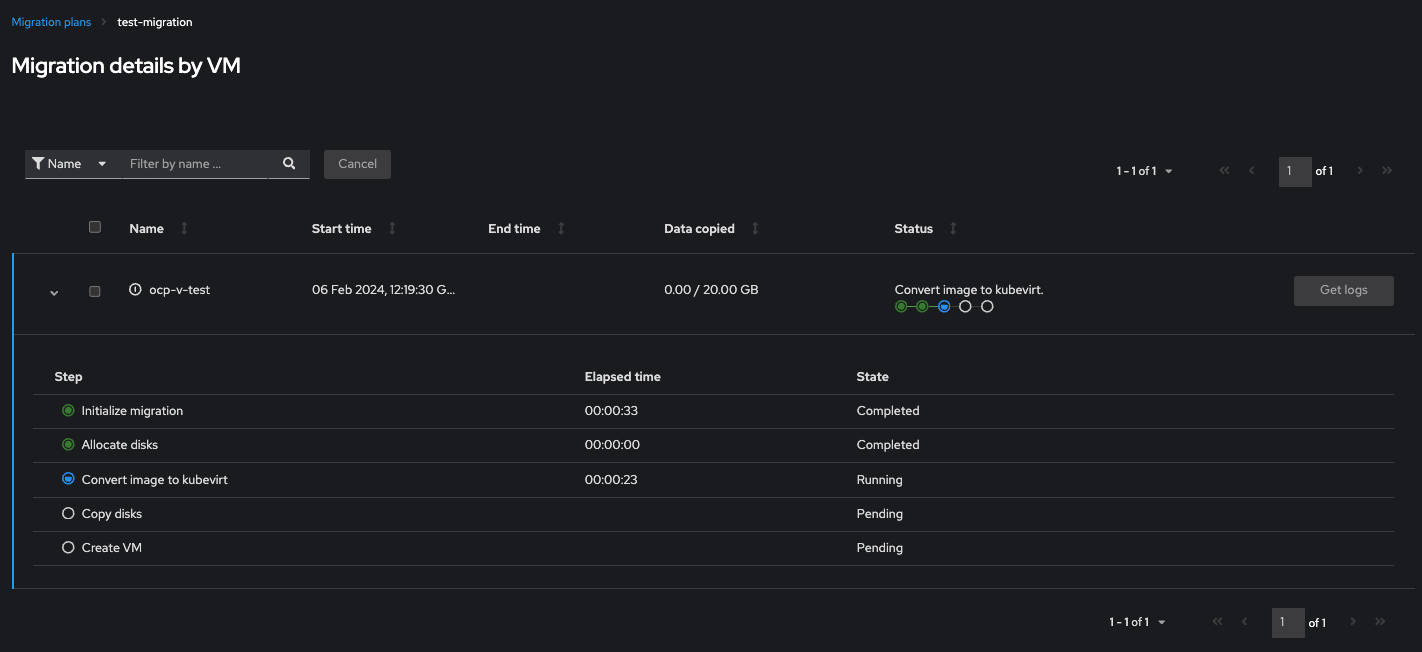 Migration plans > test-migration
Migration details by VM
Name Filter by name ... Cancel
1 - 1 of 1 1 of 1
Name Start time End time Data copied Status
ocp-v-test 06 Feb 2024, 12:19:30 G... 0.00 / 20.00 GB Convert image to kubevirt. Get logs
Step Elapsed time State
Initialize migration 00:00:33 Completed
Allocate disks 00:00:00 Completed
Convert image to kubevirt 00:00:23 Running
Copy disks Pending
Create VM Pending
1 - 1 of 1 1 of 1